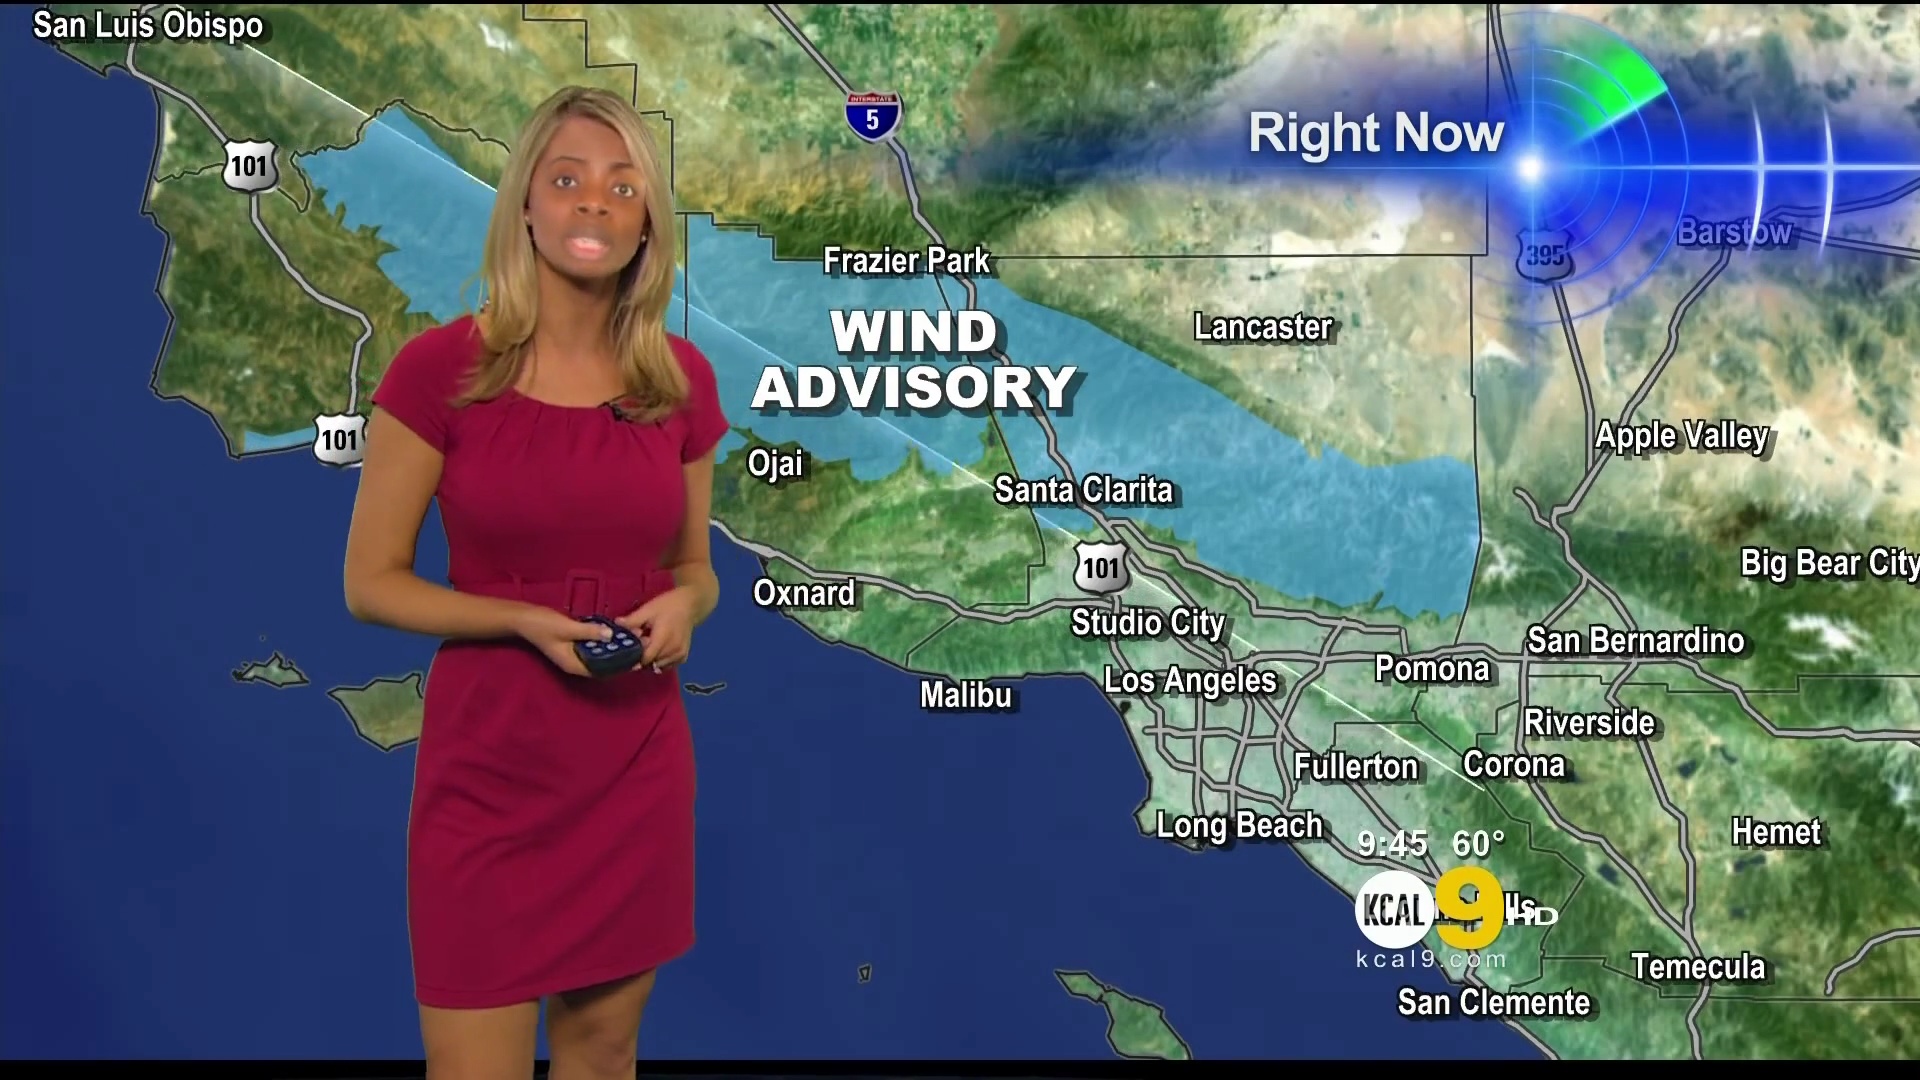 San Luis Obispo
INTERSTATE
5
Right Now
101
Barstow
395
Frazier Park
WIND
ADVISORY
Lancaster
101
Apple Valley
Ojai
Santa Clarita
101
Big Bear City
Oxnard
Studio City
San Bernardino
Pomona
Los Angeles
Malibu
Riverside
Fullerton
Corona
Long Beach
Hemet
9:45 60°
KCAL 9 HD
kcal9.com
Temecula
San Clemente